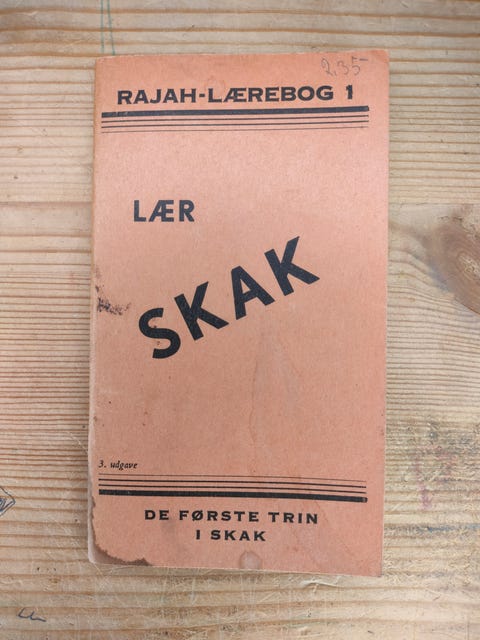 2.35
RAJAH-LÆREBOG 1
LÆR
SKAK
3. udgave
DE FØRSTE TRIN
I SKAK